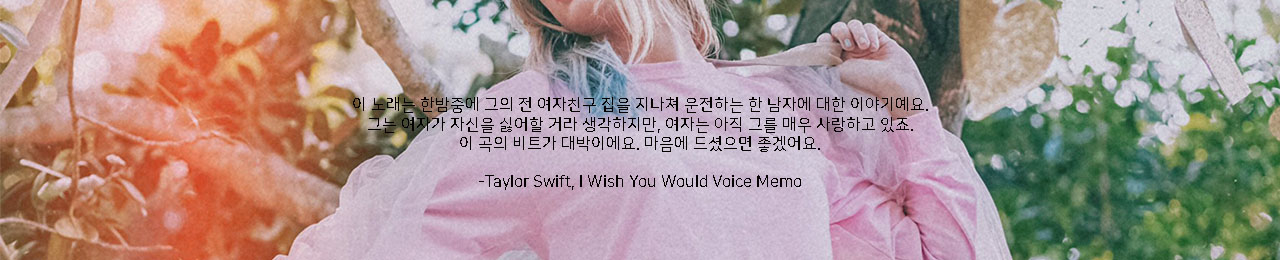 이 노래는 한밤중에 그의 전 여자친구 집을 지나쳐 운전하는 한 남자에 대한 이야기예요.
그는 여자가 자신을 싫어할 거라 생각하지만, 여자는 아직 그를 매우 사랑하고 있죠.
이 곡의 비트가 대박이에요. 마음에 드셨으면 좋겠어요.
-Taylor Swift, I Wish You Would Voice Memo